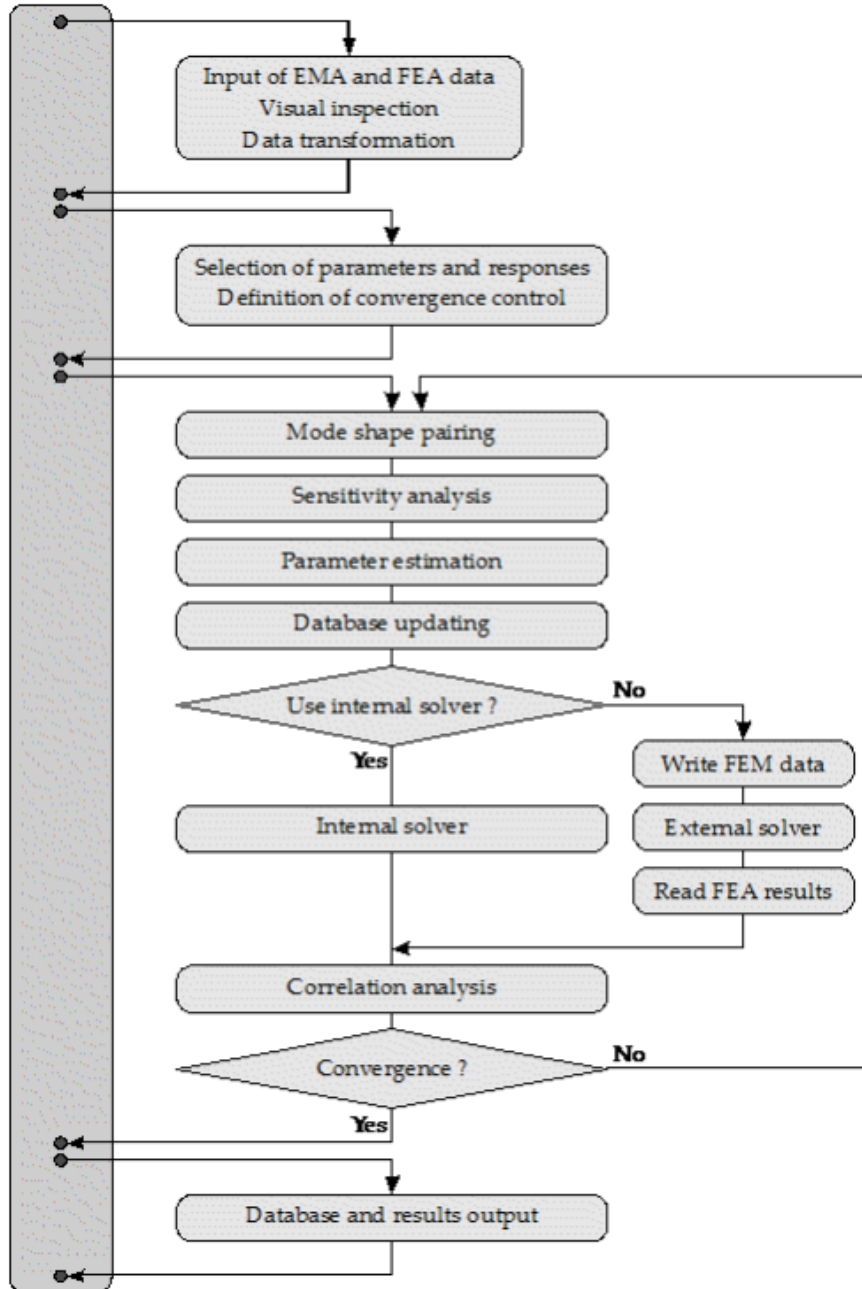 Input of EMA and FEA data
Visual inspection
Data transformation
Selection of parameters and responses
Definition of convergence control
Mode shape pairing
Sensitivity analysis
Parameter estimation
Database updating
Use internal solver ?
No
Yes
Write FEM data
Internal solver
External solver
Read FEA results
Correlation analysis
Convergence ?
No
Yes
Database and results output